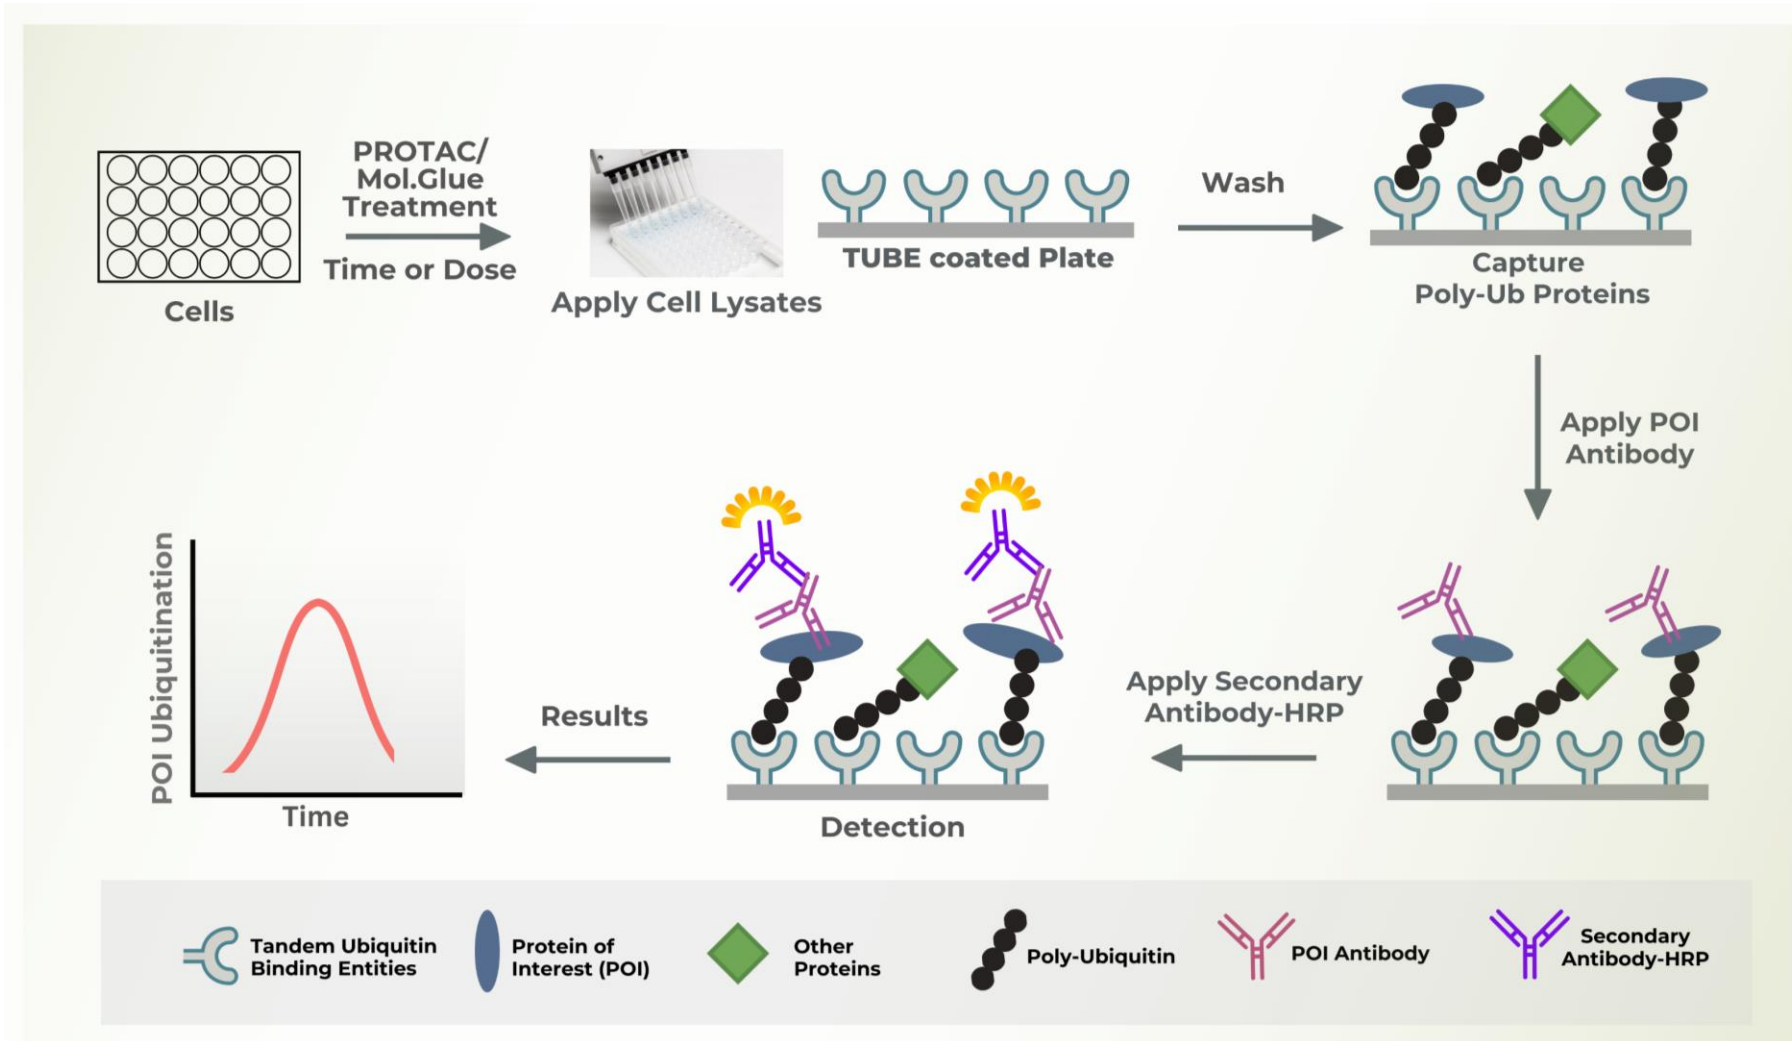 PROTAC/
Mol.Glue
Treatment
Time or Dose
Cells
Apply Cell Lysates
TUBE coated Plate
Wash
Capture
Poly-Ub Proteins
Apply POI
Antibody
Apply Secondary
Antibody-HRP
Detection
Results
POI Ubiquitination
Time
Tandem Ubiquitin
Binding Entities
Protein of
Interest (POI)
Other
Proteins
Poly-Ubiquitin
POI Antibody
Secondary
Antibody-HRP